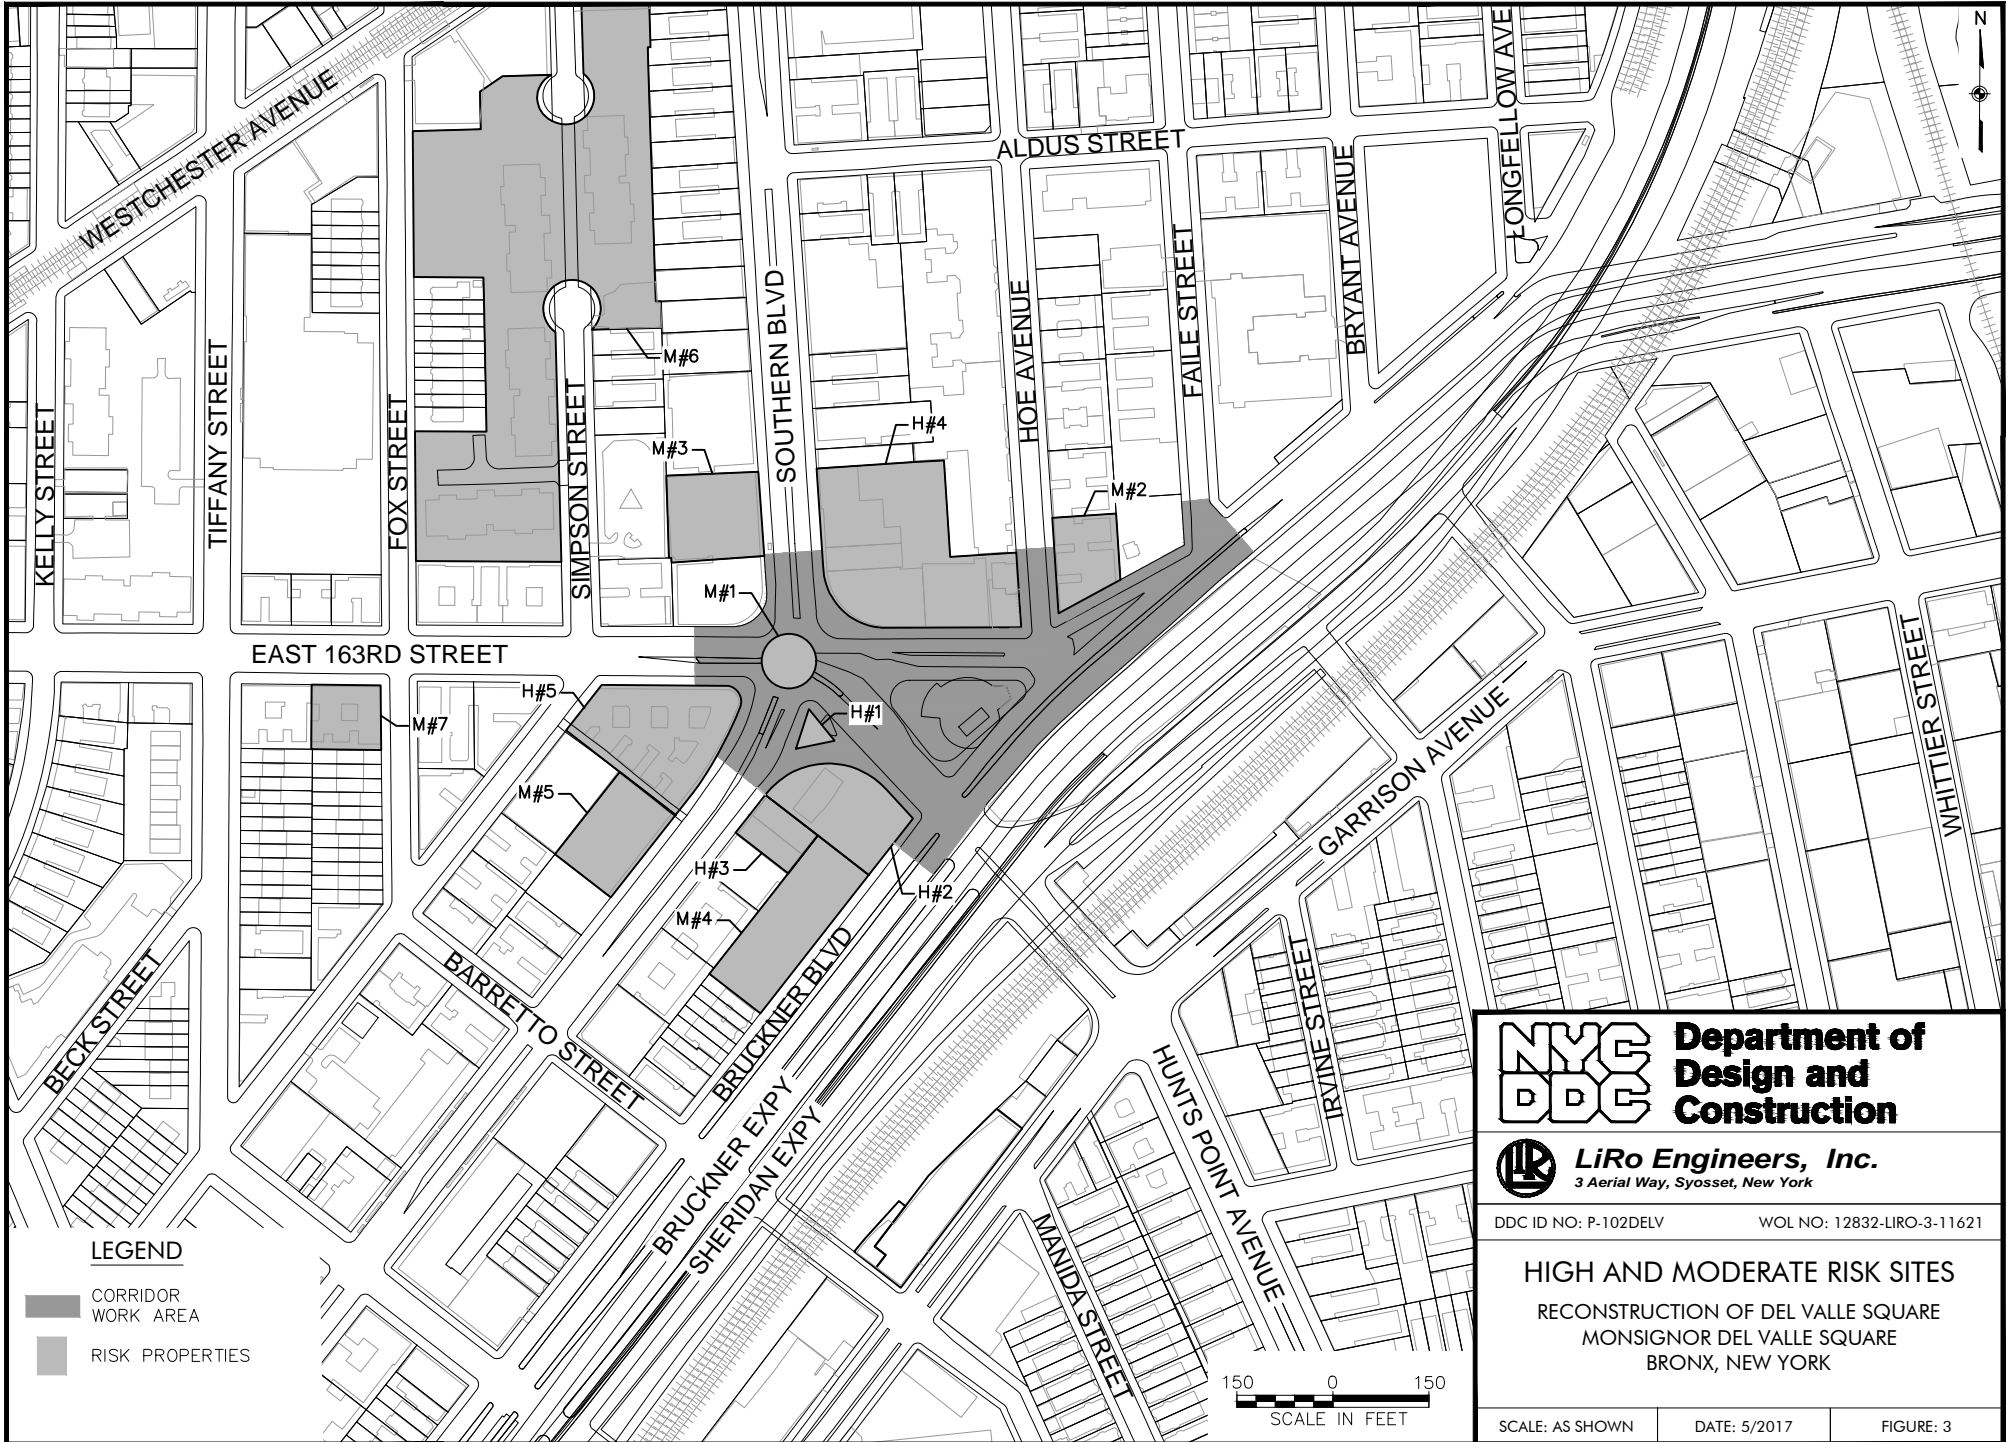 N
WESTCHESTER AVENUE
ALDUS STREET
LONGFELLOW AVE
BRYANT AVENUE
FAILE STREET
HOE AVENUE
SOUTHERN BLVD
SIMPSON STREET
FOX STREET
TIFFANY STREET
KELLY STREET
M#6
H#4
M#3
M#2
M#1
EAST 163RD STREET
H#5
H#1
M#7
M#5
H#3
H#2
M#4
GARRISON AVENUE
WHITTIER STREET
BECK STREET
BARRETTO STREET
BRUCKNER BLVD
BRUCKNER EXPY
SHERIDAN EXPY
IRVINE STREET
HUNTS POINT AVENUE
MANIDA STREET
LEGEND
CORRIDOR
WORK AREA
RISK PROPERTIES
150 0 150
SCALE IN FEET
NYC
DDC
Department of
Design and
Construction
LiRo
LiRo Engineers, Inc.
3 Aerial Way, Syosset, New York
DDC ID NO: P-102DELV WOL NO: 12832-LIRO-3-11621
HIGH AND MODERATE RISK SITES
RECONSTRUCTION OF DEL VALLE SQUARE
MONSIGNOR DEL VALLE SQUARE
BRONX, NEW YORK
SCALE: AS SHOWN DATE: 5/2017 FIGURE: 3